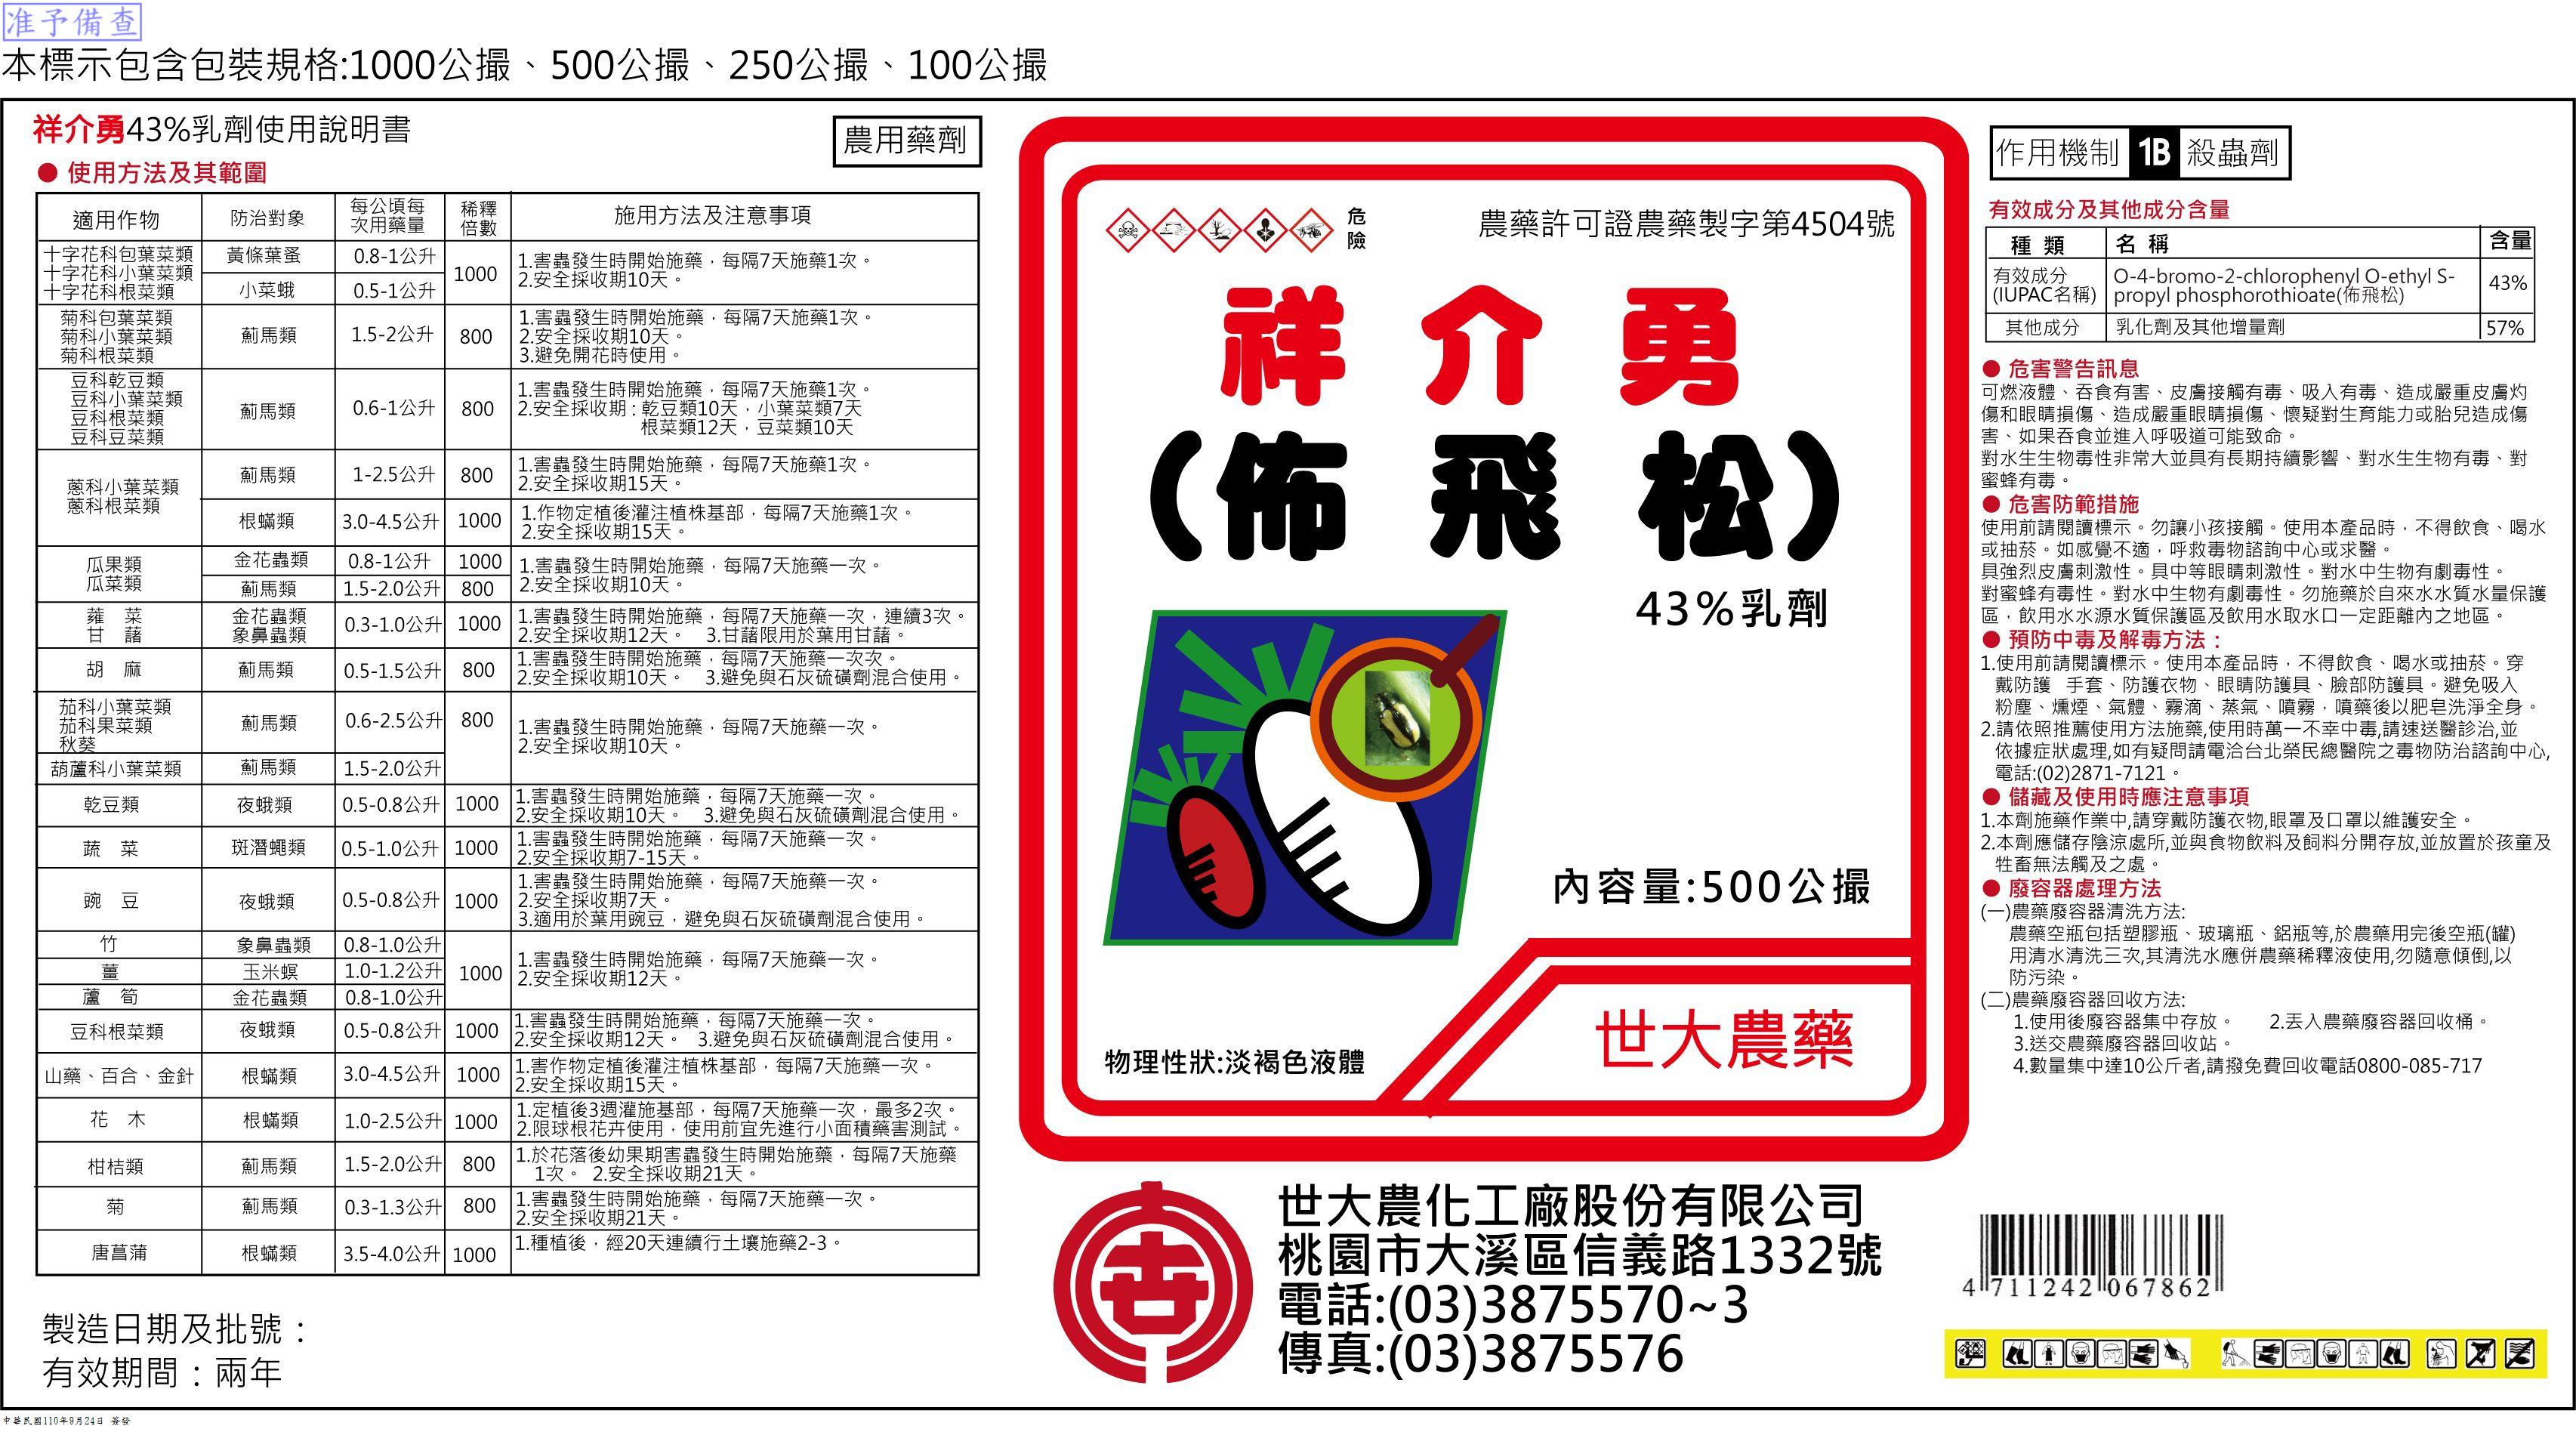 准予備查
本標示包含包裝規格:1000公撮、500公撮、250公撮、100公撮
祥介勇43%乳劑使用說明書
農用藥劑
● 使用方法及其範圍
適用作物 防治對象 每公頃每次用藥量 稀釋倍數 施用方法及注意事項
十字花科包葉菜類
十字花科小葉菜類
十字花科根菜類
黃條葉蚤 0.8-1公升
小菜蛾 0.5-1公升
1000
1.害蟲發生時開始施藥，每隔7天施藥1次。
2.安全採收期10天。
菊科包葉菜類
菊科小葉菜類
菊科根菜類
薊馬類 1.5-2公升 800
1.害蟲發生時開始施藥，每隔7天施藥1次。
2.安全採收期10天。
3.避免開花時使用。
豆科乾豆類
豆科小葉菜類
豆科根菜類
豆科豆菜類
薊馬類 0.6-1公升 800
1.害蟲發生時開始施藥，每隔7天施藥1次。
2.安全採收期：乾豆類10天，小葉菜類7天
根菜類12天，豆菜類10天
蔥科小葉菜類
蔥科根菜類
薊馬類 1-2.5公升 800
1.害蟲發生時開始施藥，每隔7天施藥1次。
2.安全採收期15天。
根蟎類 3.0-4.5公升 1000
1.作物定植後灌注植株基部，每隔7天施藥1次。
2.安全採收期15天。
瓜果類
瓜菜類
金花蟲類 0.8-1公升 1000
薊馬類 1.5-2.0公升 800
1.害蟲發生時開始施藥，每隔7天施藥一次。
2.安全採收期10天。
蕹 菜
甘 藷
金花蟲類
象鼻蟲類
0.3-1.0公升 1000
1.害蟲發生時開始施藥，每隔7天施藥一次，連續3次。
2.安全採收期12天。 3.甘藷限用於葉用甘藷。
胡 麻 薊馬類 0.5-1.5公升 800
1.害蟲發生時開始施藥，每隔7天施藥一次次。
2.安全採收期10天。 3.避免與石灰硫磺劑混合使用。
茄科小葉菜類
茄科果菜類
秋葵
薊馬類 0.6-2.5公升 800
葫蘆科小葉菜類 薊馬類 1.5-2.0公升
1.害蟲發生時開始施藥，每隔7天施藥一次。
2.安全採收期10天。
乾豆類 夜蛾類 0.5-0.8公升 1000
1.害蟲發生時開始施藥，每隔7天施藥一次。
2.安全採收期10天。 3.避免與石灰硫磺劑混合使用。
蔬 菜 斑潛蠅類 0.5-1.0公升 1000
1.害蟲發生時開始施藥，每隔7天施藥一次。
2.安全採收期7-15天。
豌 豆 夜蛾類 0.5-0.8公升 1000
1.害蟲發生時開始施藥，每隔7天施藥一次。
2.安全採收期7天。
3.適用於葉用豌豆，避免與石灰硫磺劑混合使用。
竹 象鼻蟲類 0.8-1.0公升
薑 玉米螟 1.0-1.2公升
蘆 筍 金花蟲類 0.8-1.0公升
1000
1.害蟲發生時開始施藥，每隔7天施藥一次。
2.安全採收期12天。
豆科根菜類 夜蛾類 0.5-0.8公升 1000
1.害蟲發生時開始施藥，每隔7天施藥一次。
2.安全採收期12天。 3.避免與石灰硫磺劑混合使用。
山藥、百合、金針 根蟎類 3.0-4.5公升 1000
1.害作物定植後灌注植株基部，每隔7天施藥一次。
2.安全採收期15天。
花 木 根蟎類 1.0-2.5公升 1000
1.定植後3週灌施基部，每隔7天施藥一次，最多2次。
2.限球根花卉使用，使用前宜先進行小面積藥害測試。
柑桔類 薊馬類 1.5-2.0公升 800
1.於花落後幼果期害蟲發生時開始施藥，每隔7天施藥
1次。 2.安全採收期21天。
菊 薊馬類 0.3-1.3公升 800
1.害蟲發生時開始施藥，每隔7天施藥一次。
2.安全採收期21天。
唐菖蒲 根蟎類 3.5-4.0公升 1000
1.種植後，經20天連續行土壤施藥2-3。
製造日期及批號：
有效期間：兩年
危險
農藥許可證農藥製字第4504號
祥介勇
(佈飛松)
43%乳劑
內容量:500公撮
物理性狀:淡褐色液體
世大農藥
世大農化工廠股份有限公司
桃園市大溪區信義路1332號
電話:(03)3875570~3
傳真:(03)3875576
作用機制 1B 殺蟲劑
有效成分及其他成分含量
種 類 名 稱 含量
有效成分
(IUPAC名稱)
O-4-bromo-2-chlorophenyl O-ethyl S-
propyl phosphorothioate(佈飛松)
43%
其他成分 乳化劑及其他增量劑 57%
● 危害警告訊息
可燃液體、吞食有害、皮膚接觸有毒、吸入有毒、造成嚴重皮膚灼
傷和眼睛損傷、造成嚴重眼睛損傷、懷疑對生育能力或胎兒造成傷
害、如果吞食並進入呼吸道可能致命。
對水生生物毒性非常大並具有長期持續影響、對水生生物有毒、對
蜜蜂有毒。
● 危害防範措施
使用前請閱讀標示。勿讓小孩接觸。使用本產品時，不得飲食、喝水
或抽菸。如感覺不適，呼救毒物諮詢中心或求醫。
具強烈皮膚刺激性。具中等眼睛刺激性。對水中生物有劇毒性。
對蜜蜂有毒性。對水中生物有劇毒性。勿施藥於自來水水質水量保護
區，飲用水水源水質保護區及飲用水取水口一定距離內之地區。
● 預防中毒及解毒方法：
1.使用前請閱讀標示。使用本產品時，不得飲食、喝水或抽菸。穿
戴防護 手套、防護衣物、眼睛防護具、臉部防護具。避免吸入
粉塵、燻煙、氣體、霧滴、蒸氣、噴霧，噴藥後以肥皂洗淨全身。
2.請依照推薦使用方法施藥,使用時萬一不幸中毒,請速送醫診治,並
依據症狀處理,如有疑問請電洽台北榮民總醫院之毒物防治諮詢中心,
電話:(02)2871-7121。
● 儲藏及使用時應注意事項
1.本劑施藥作業中,請穿戴防護衣物,眼罩及口罩以維護安全。
2.本劑應儲存陰涼處所,並與食物飲料及飼料分開存放,並放置於孩童及
牲畜無法觸及之處。
● 廢容器處理方法
(一)農藥廢容器清洗方法:
農藥空瓶包括塑膠瓶、玻璃瓶、鋁瓶等,於農藥用完後空瓶(罐)
用清水清洗三次,其清洗水應併農藥稀釋液使用,勿隨意傾倒,以
防污染。
(二)農藥廢容器回收方法:
1.使用後廢容器集中存放。 2.丟入農藥廢容器回收桶。
3.送交農藥廢容器回收站。
4.數量集中達10公斤者,請撥免費回收電話0800-085-717
4 711242 067862
中華民國110年9月24日 簽發